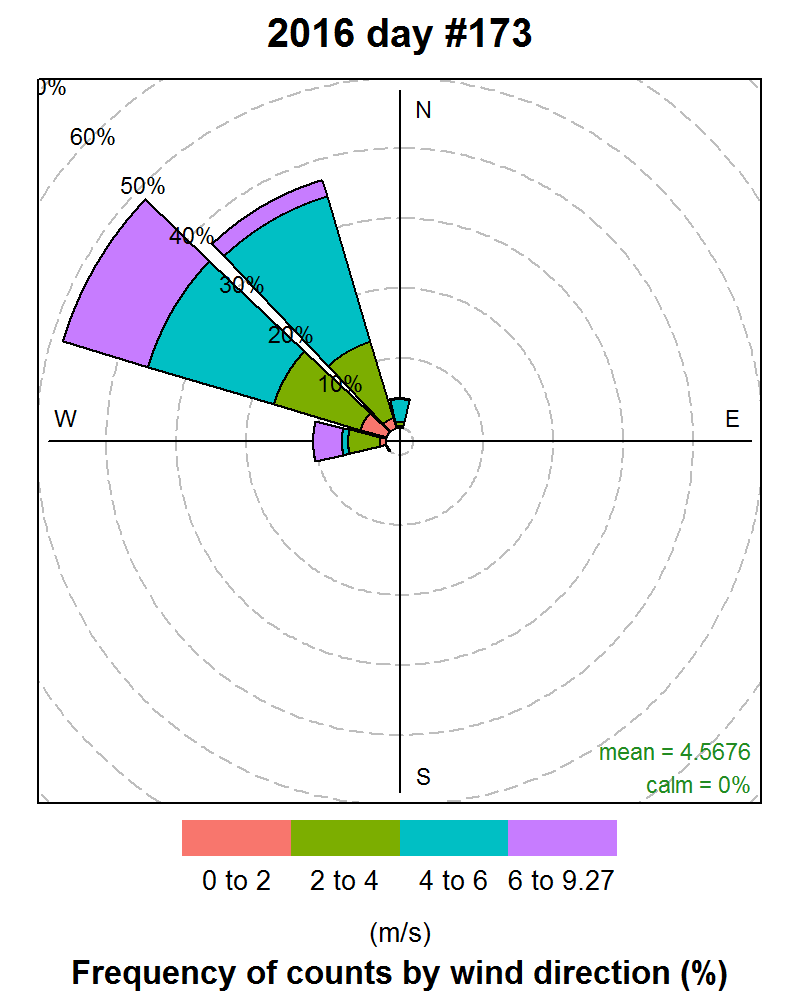 2016 day #173
0%
60%
50%
40%
30%
20%
10%
N
W
E
S
mean = 4.5676
calm = 0%
0 to 2 2 to 4 4 to 6 6 to 9.27
(m/s)
Frequency of counts by wind direction (%)